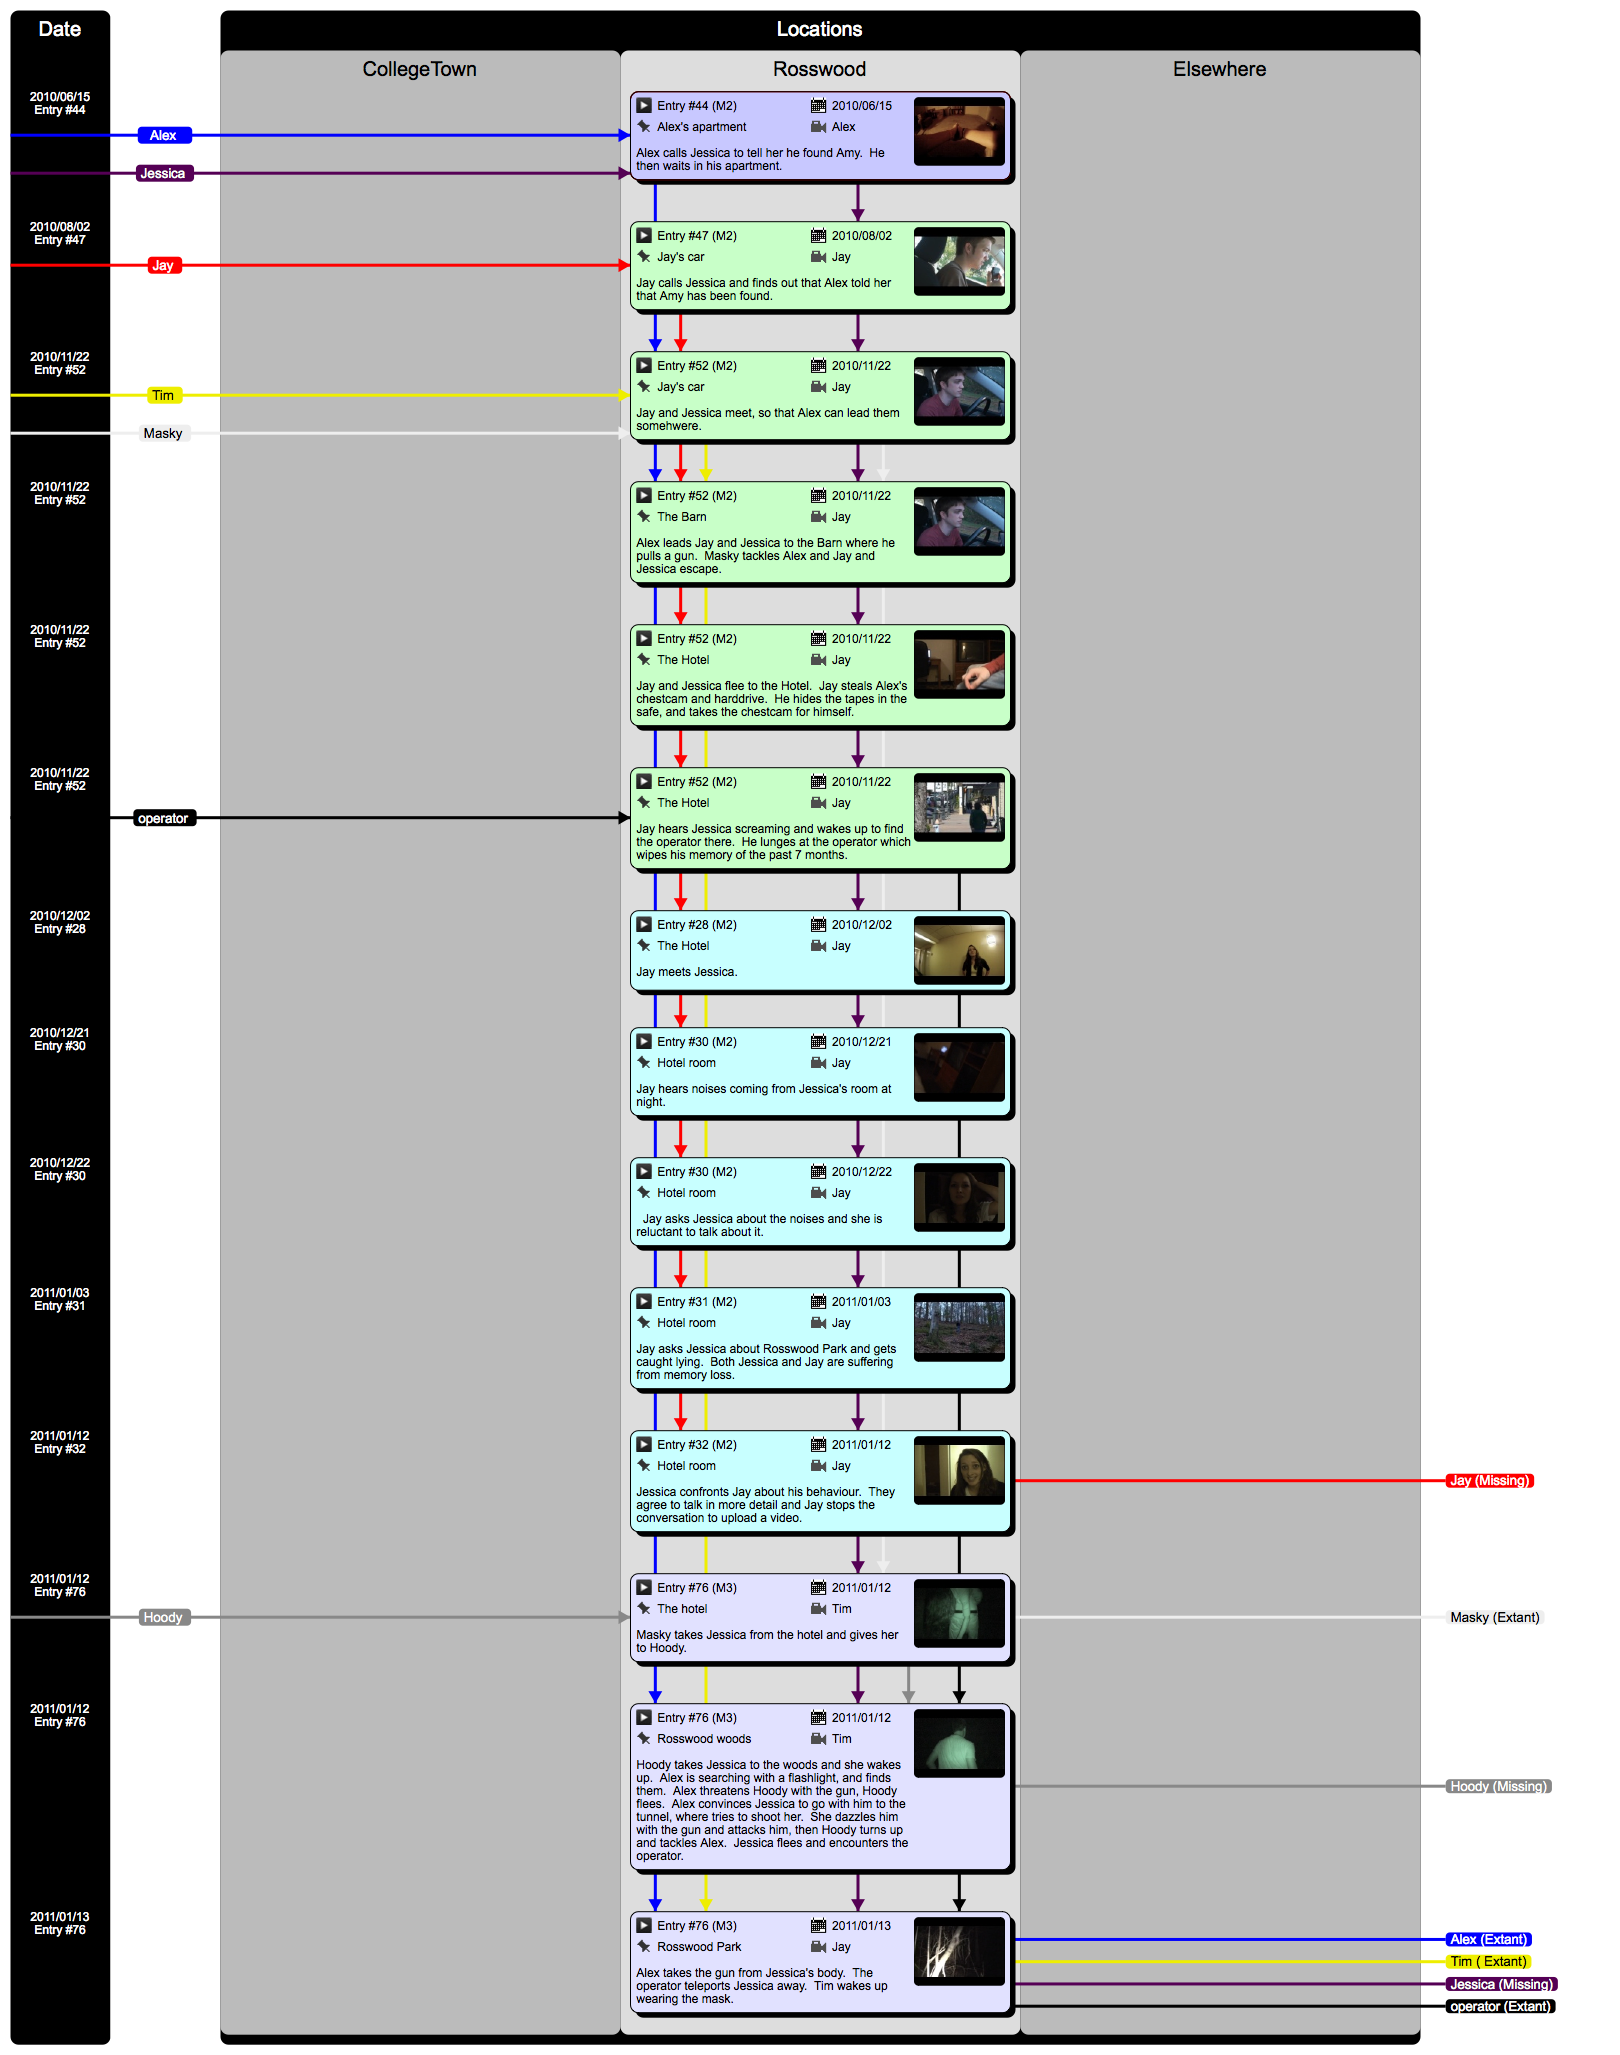 Date
Locations
CollegeTown
Rosswood
Elsewhere
2010/06/15
Entry #44
Alex
Jessica
Entry #44 (M2)
2010/06/15
Alex's apartment
Alex
Alex calls Jessica to tell her he found Amy.  He
then waits in his apartment.
2010/08/02
Entry #47
Jay
Entry #47 (M2)
2010/08/02
Jay's car
Jay
Jay calls Jessica and finds out that Alex told her
that Amy has been found.
2010/11/22
Entry #52
Tim
Masky
Entry #52 (M2)
2010/11/22
Jay's car
Jay
Jay and Jessica meet, so that Alex can lead them
somehwere.
2010/11/22
Entry #52
Entry #52 (M2)
2010/11/22
The Barn
Jay
Alex leads Jay and Jessica to the Barn where he
pulls a gun.  Masky tackles Alex and Jay and
Jessica escape.
2010/11/22
Entry #52
Entry #52 (M2)
2010/11/22
The Hotel
Jay
Jay and Jessica flee to the Hotel.  Jay steals Alex's
chestcam and harddrive.  He hides the tapes in the
safe, and takes the chestcam for himself.
2010/11/22
Entry #52
operator
Entry #52 (M2)
2010/11/22
The Hotel
Jay
Jay hears Jessica screaming and wakes up to find
the operator there.  He lunges at the operator which
wipes his memory of the past 7 months.
2010/12/02
Entry #28
Entry #28 (M2)
2010/12/02
The Hotel
Jay
Jay meets Jessica.
2010/12/21
Entry #30
Entry #30 (M2)
2010/12/21
Hotel room
Jay
Jay hears noises coming from Jessica's room at
night.
2010/12/22
Entry #30
Entry #30 (M2)
2010/12/22
Hotel room
Jay
Jay asks Jessica about the noises and she is
reluctant to talk about it.
2011/01/03
Entry #31
Entry #31 (M2)
2011/01/03
Hotel room
Jay
Jay asks Jessica about Rosswood Park and gets
caught lying.  Both Jessica and Jay are suffering
from memory loss.
2011/01/12
Entry #32
Entry #32 (M2)
2011/01/12
Hotel room
Jay
Jessica confronts Jay about his behaviour.  They
agree to talk in more detail and Jay stops the
conversation to upload a video.
Jay (Missing)
2011/01/12
Entry #76
Hoody
Entry #76 (M3)
2011/01/12
The hotel
Tim
Masky takes Jessica from the hotel and gives her
to Hoody.
Masky (Extant)
2011/01/12
Entry #76
Entry #76 (M3)
2011/01/12
Rosswood woods
Tim
Hoody takes Jessica to the woods and she wakes
up.  Alex is searching with a flashlight, and finds
them.  Alex threatens Hoody with the gun, Hoody
flees.  Alex convinces Jessica to go with him to the
tunnel, where tries to shoot her.  She dazzles him
with the gun and attacks him, then Hoody turns up
and tackles Alex.  Jessica flees and encounters the
operator.
Hoody (Missing)
2011/01/13
Entry #76
Entry #76 (M3)
2011/01/13
Rosswood Park
Jay
Alex takes the gun from Jessica's body.  The
operator teleports Jessica away.  Tim wakes up
wearing the mask.
Alex (Extant)
Tim ( Extant)
Jessica (Missing)
operator (Extant)